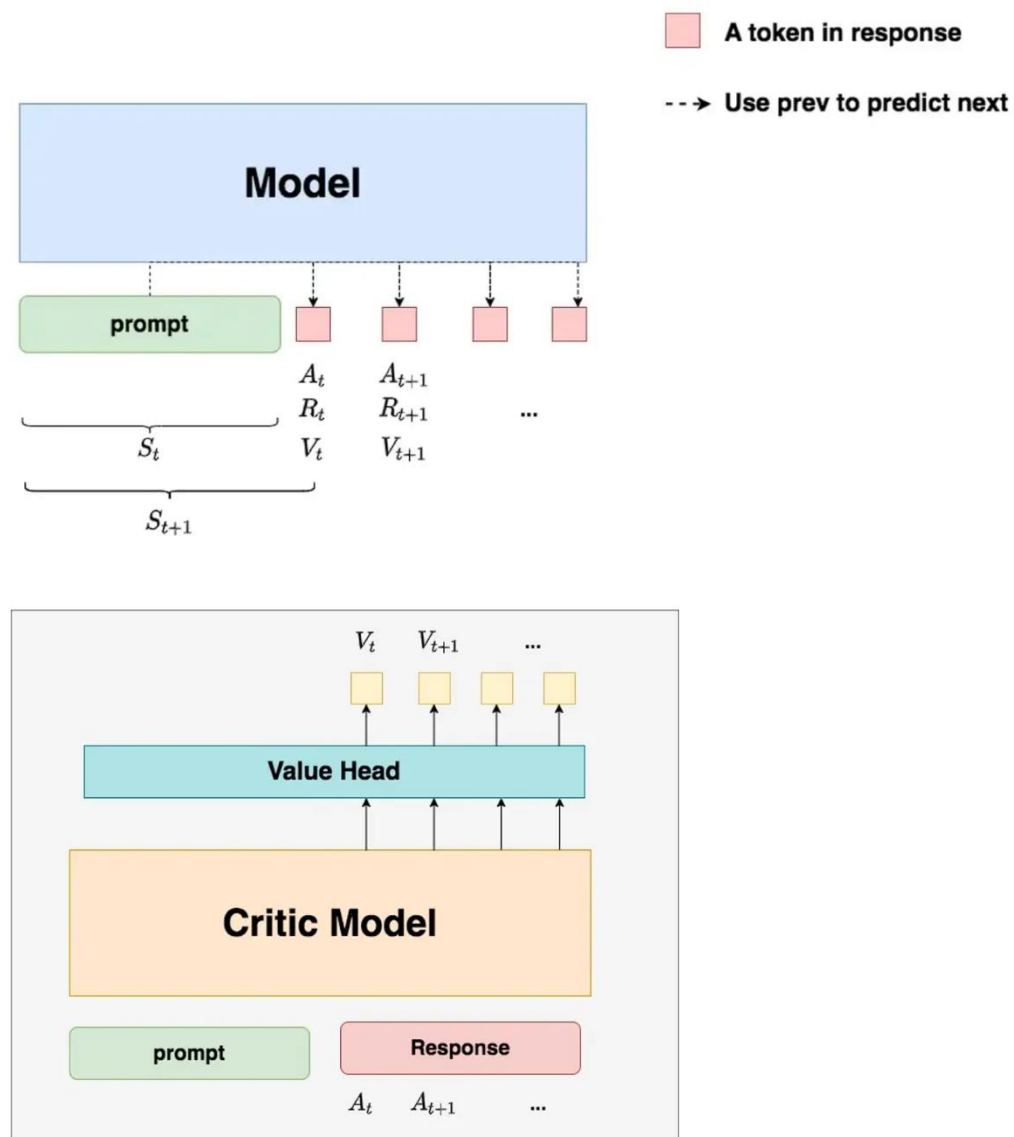 A token in response
Use prev to predict next
Model
prompt
A_t A_{t+1}
R_t R_{t+1} ...
S_t V_t V_{t+1}
S_{t+1}
V_t V_{t+1} ...
Value Head
Critic Model
prompt Response
A_t A_{t+1} ...